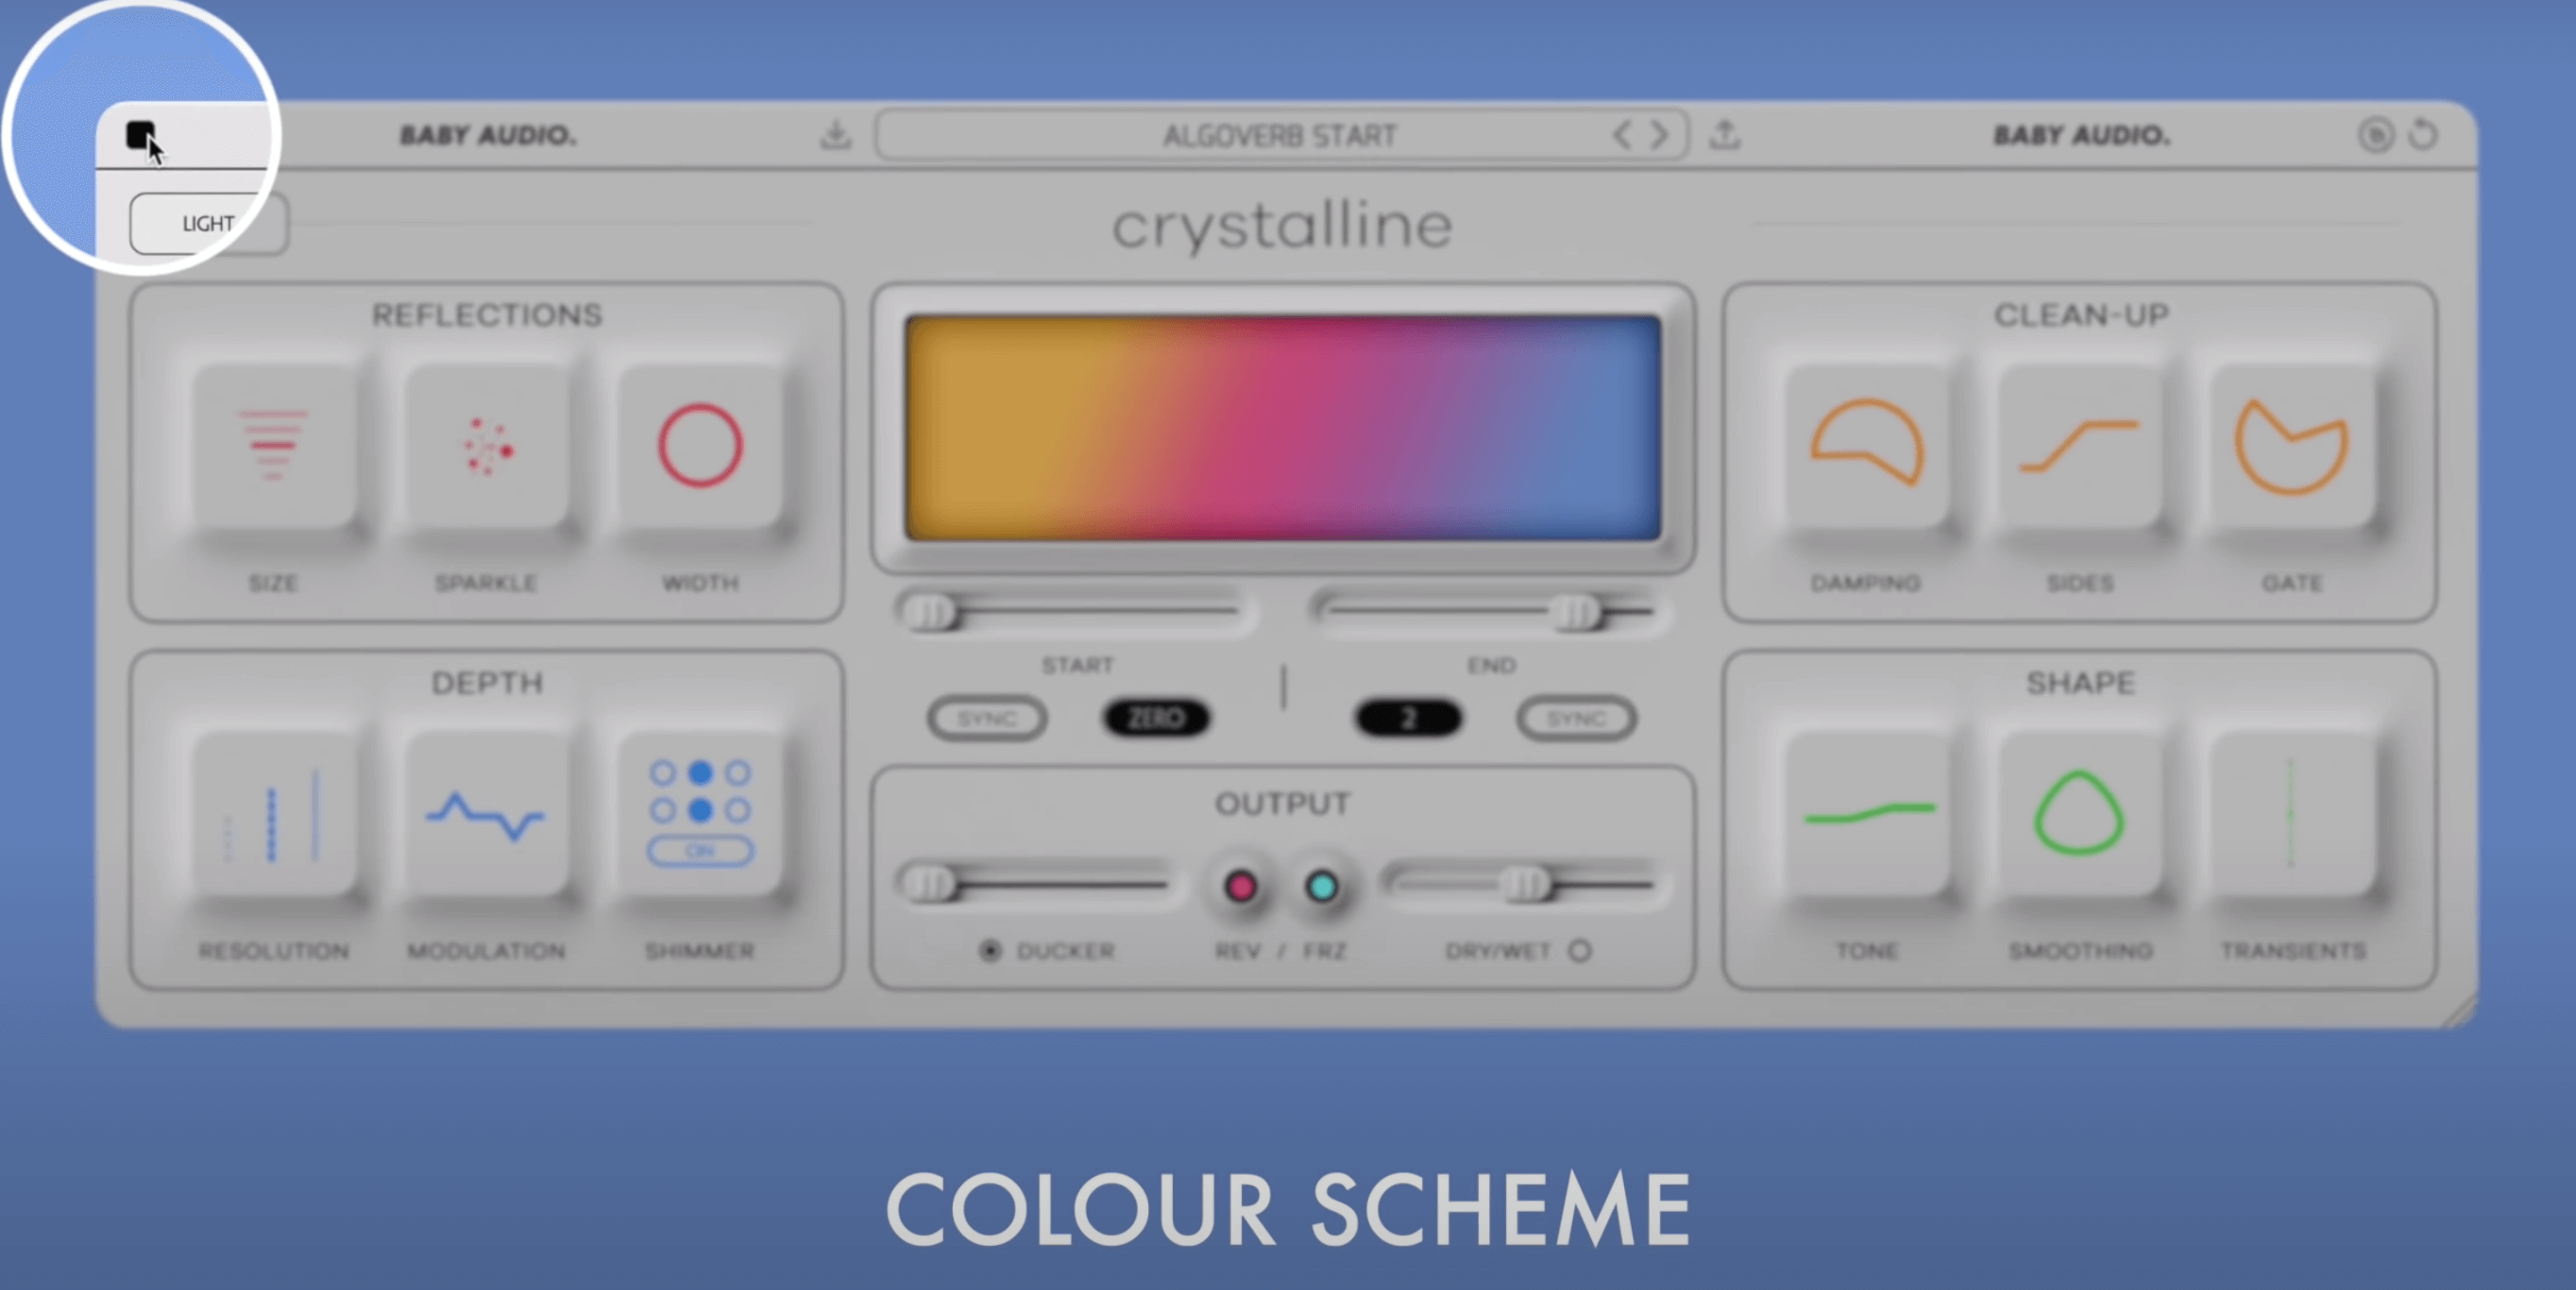 BABY AUDIO.
ALGOVERB START
BABY AUDIO.
LIGHT
crystalline
REFLECTIONS
SIZE
SPARKLE
WIDTH
CLEAN-UP
DAMPING
SIDES
GATE
START
END
SYNC
ZERO
2
SYNC
DEPTH
ON
RESOLUTION
MODULATION
SHIMMER
OUTPUT
DUCKER
REV / FRZ
DRY/WET
SHAPE
TONE
SMOOTHING
TRANSIENTS
COLOUR SCHEME